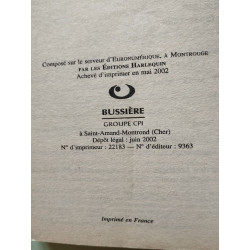 Composé sur le serveur d'EURONUMÉRIQUE, A MONTROUGE
PAR LES ÉDITIONS HARLEQUIN
Achevé d'imprimer en mai 2002
BUSSIÈRE
GROUPE CPI
à Saint-Amand-Montrond (Cher)
Dépôt légal : juin 2002
N° d'imprimeur : 22183 — N° d'éditeur : 9363
Imprimé en France